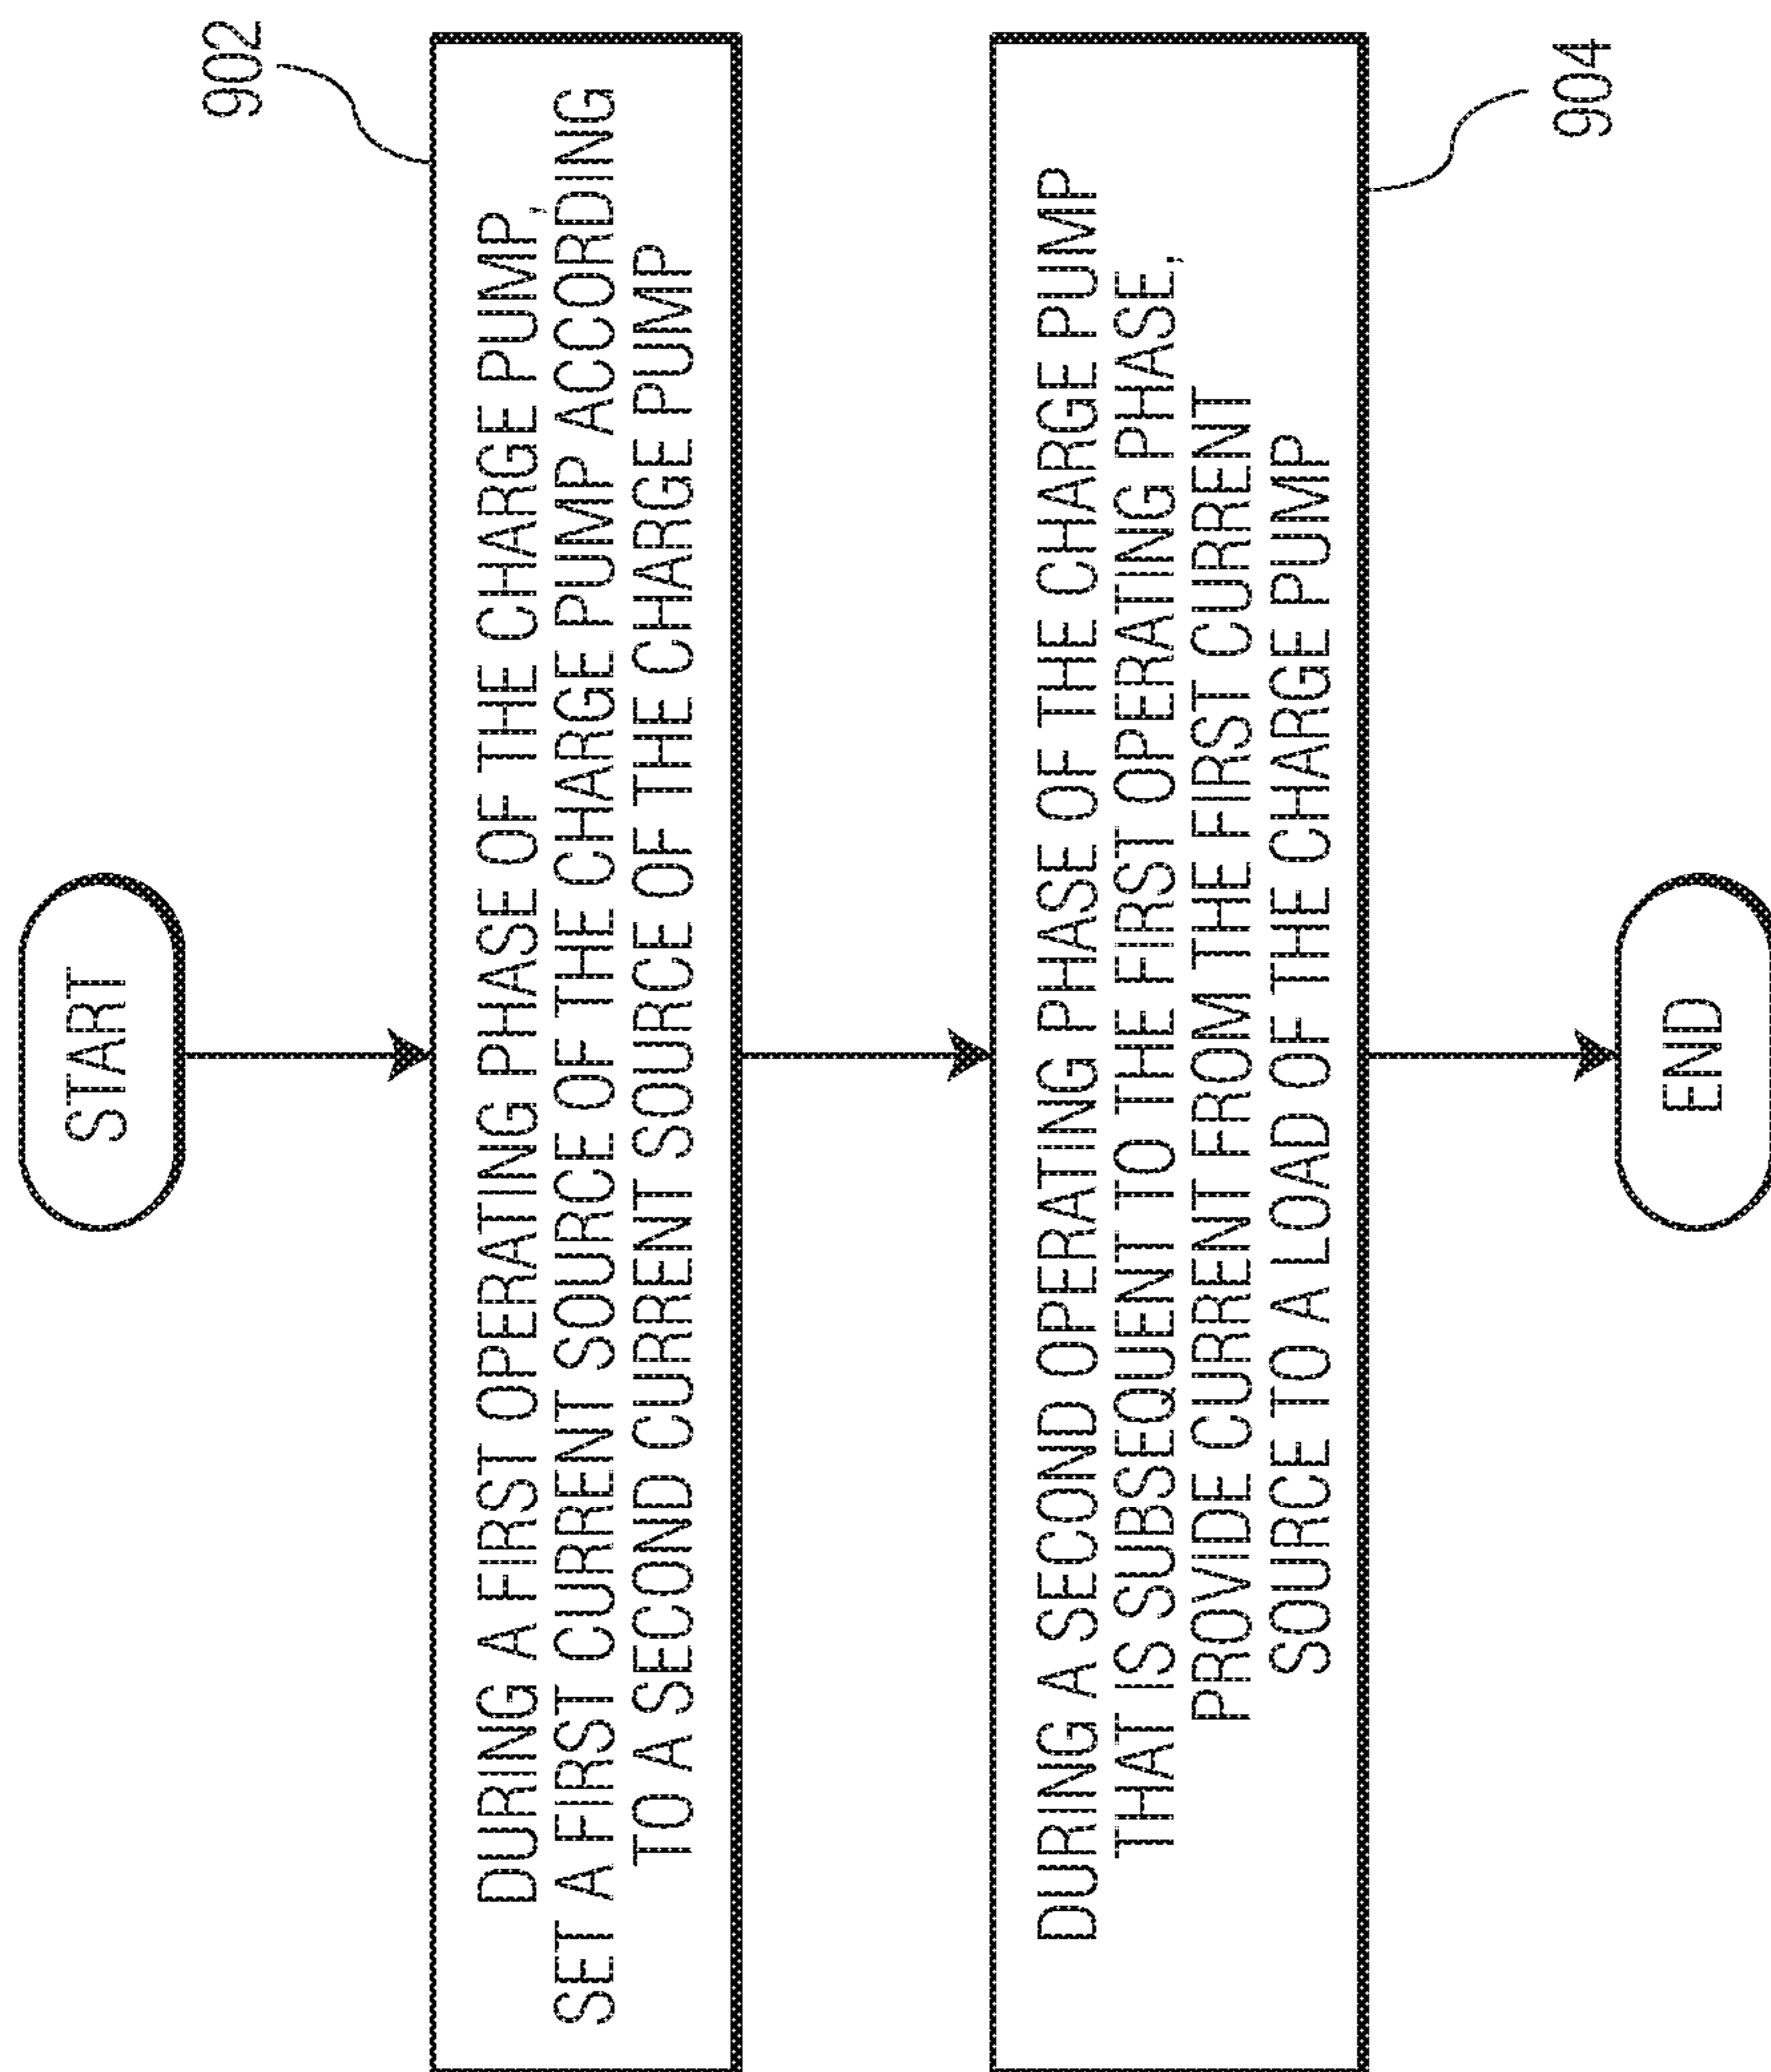 START
902
DURING A FIRST OPERATING PHASE OF THE CHARGE PUMP,
SET A FIRST CURRENT SOURCE OF THE CHARGE PUMP ACCORDING
TO A SECOND CURRENT SOURCE OF THE CHARGE PUMP
DURING A SECOND OPERATING PHASE OF THE CHARGE PUMP
THAT IS SUBSEQUENT TO THE FIRST OPERATING PHASE,
PROVIDE CURRENT FROM THE FIRST CURRENT
SOURCE TO A LOAD OF THE CHARGE PUMP
904
END